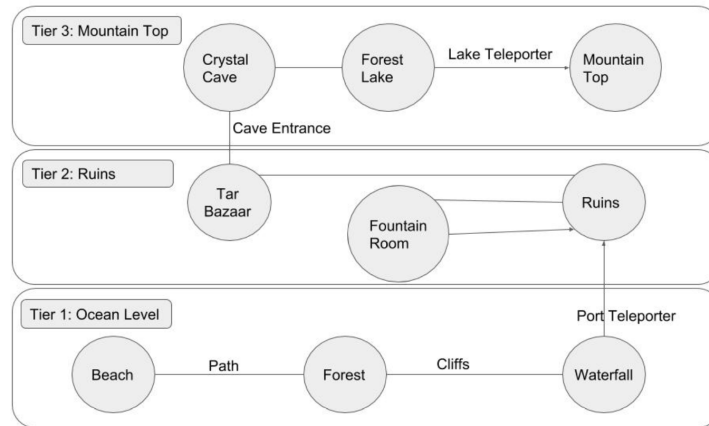 Tier 3: Mountain Top
Crystal
Cave
Forest
Lake
Lake Teleporter
Mountain
Top
Cave Entrance
Tier 2: Ruins
Tar
Bazaar
Fountain
Room
Ruins
Tier 1: Ocean Level
Port Teleporter
Beach
Path
Forest
Cliffs
Waterfall